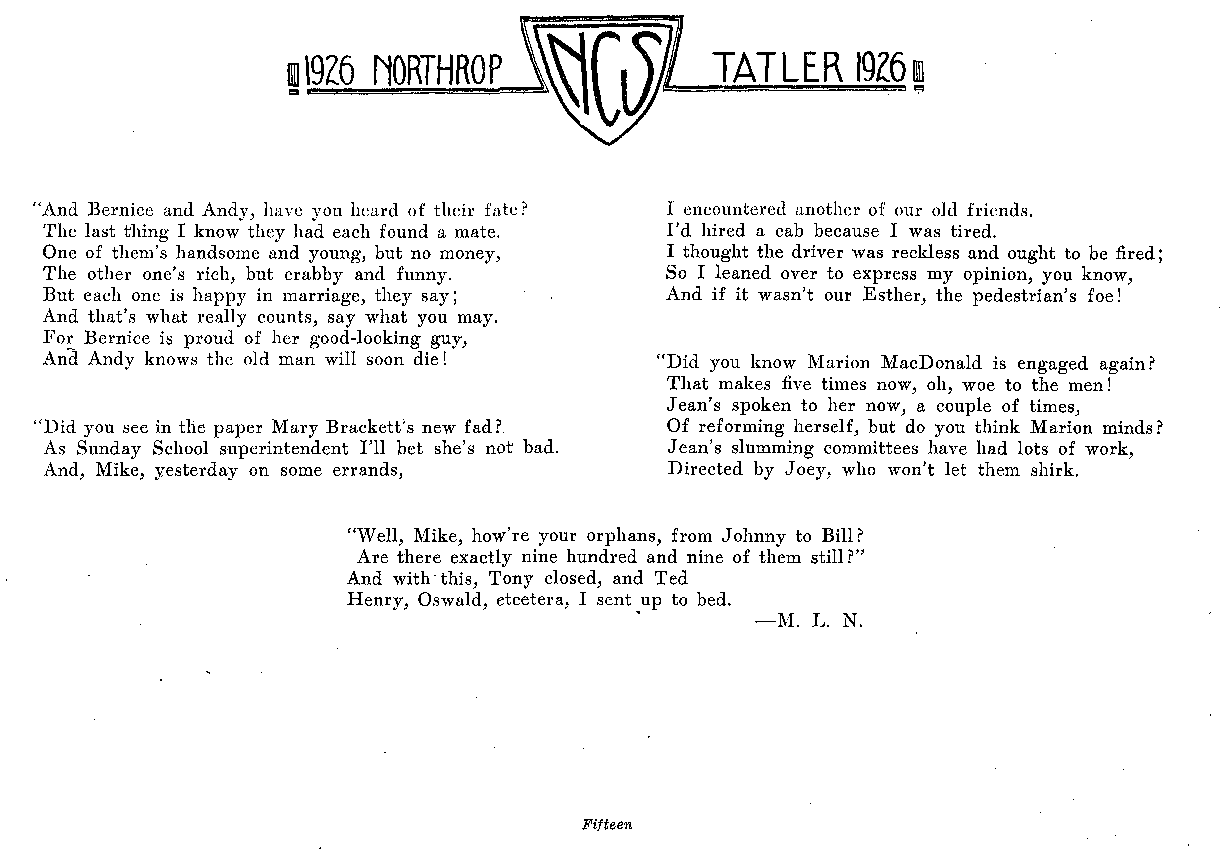 1926 NORTHROP NCS TATLER 1926
"And Bernice and Andy, have you heard of their fate?
The last thing I know they had each found a mate.
One of them's handsome and young, but no money,
The other one's rich, but crabby and funny.
But each one is happy in marriage, they say;
And that's what really counts, say what you may.
For Bernice is proud of her good-looking guy,
And Andy knows the old man will soon die!
"Did you see in the paper Mary Brackett's new fad?
As Sunday School superintendent I'll bet she's not bad.
And, Mike, yesterday on some errands,
I encountered another of our old friends.
I'd hired a cab because I was tired.
I thought the driver was reckless and ought to be fired;
So I leaned over to express my opinion, you know,
And if it wasn't our Esther, the pedestrian's foe!
"Did you know Marion MacDonald is engaged again?
That makes five times now, oh, woe to the men!
Jean's spoken to her now, a couple of times,
Of reforming herself, but do you think Marion minds?
Jean's slumming committees have had lots of work,
Directed by Joey, who won't let them shirk.
"Well, Mike, how're your orphans, from Johnny to Bill?
Are there exactly nine hundred and nine of them still?"
And with this, Tony closed, and Ted
Henry, Oswald, etcetera, I sent up to bed.
—M. L. N.
Fifteen